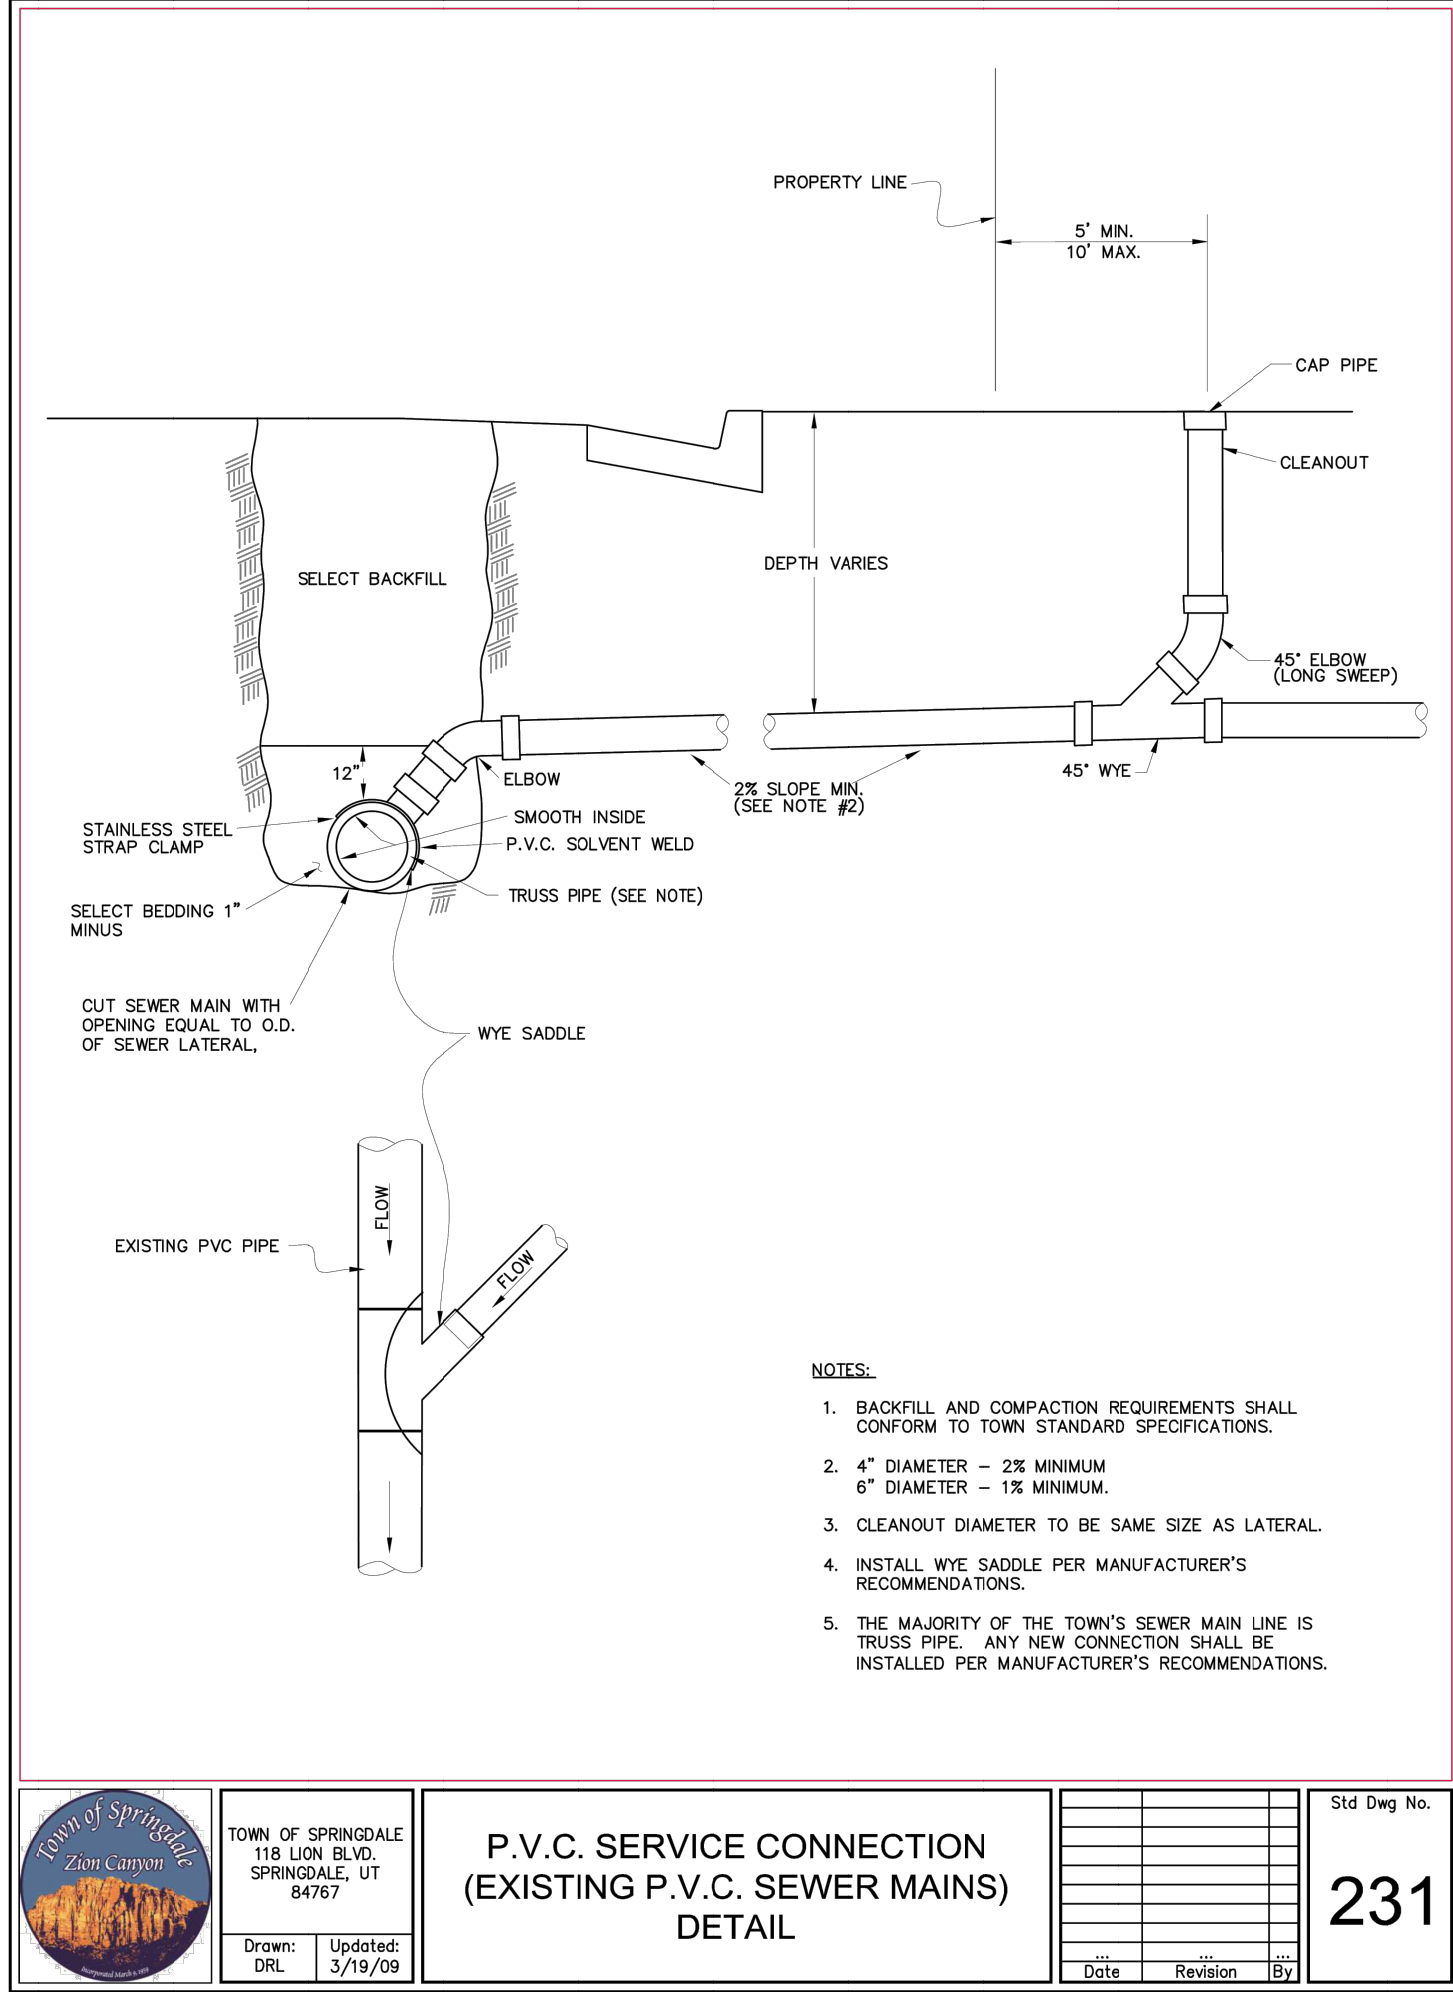 PROPERTY LINE
5' MIN.
10' MAX.
CAP PIPE
CLEANOUT
SELECT BACKFILL
DEPTH VARIES
45° ELBOW
(LONG SWEEP)
12"
ELBOW
45° WYE
2% SLOPE MIN.
(SEE NOTE #2)
SMOOTH INSIDE
STAINLESS STEEL
STRAP CLAMP
P.V.C. SOLVENT WELD
TRUSS PIPE (SEE NOTE)
SELECT BEDDING 1"
MINUS
CUT SEWER MAIN WITH
OPENING EQUAL TO O.D.
OF SEWER LATERAL,
WYE SADDLE
FLOW
EXISTING PVC PIPE
FLOW
NOTES:
1. BACKFILL AND COMPACTION REQUIREMENTS SHALL
CONFORM TO TOWN STANDARD SPECIFICATIONS.
2. 4" DIAMETER – 2% MINIMUM
6" DIAMETER – 1% MINIMUM.
3. CLEANOUT DIAMETER TO BE SAME SIZE AS LATERAL.
4. INSTALL WYE SADDLE PER MANUFACTURER'S
RECOMMENDATIONS.
5. THE MAJORITY OF THE TOWN'S SEWER MAIN LINE IS
TRUSS PIPE. ANY NEW CONNECTION SHALL BE
INSTALLED PER MANUFACTURER'S RECOMMENDATIONS.
Town of Springdale
Zion Canyon
Incorporated March 9, 1959
TOWN OF SPRINGDALE
118 LION BLVD.
SPRINGDALE, UT
84767
Drawn:
DRL
Updated:
3/19/09
P.V.C. SERVICE CONNECTION
(EXISTING P.V.C. SEWER MAINS)
DETAIL
... ... ...
Date Revision By
Std Dwg No.
231